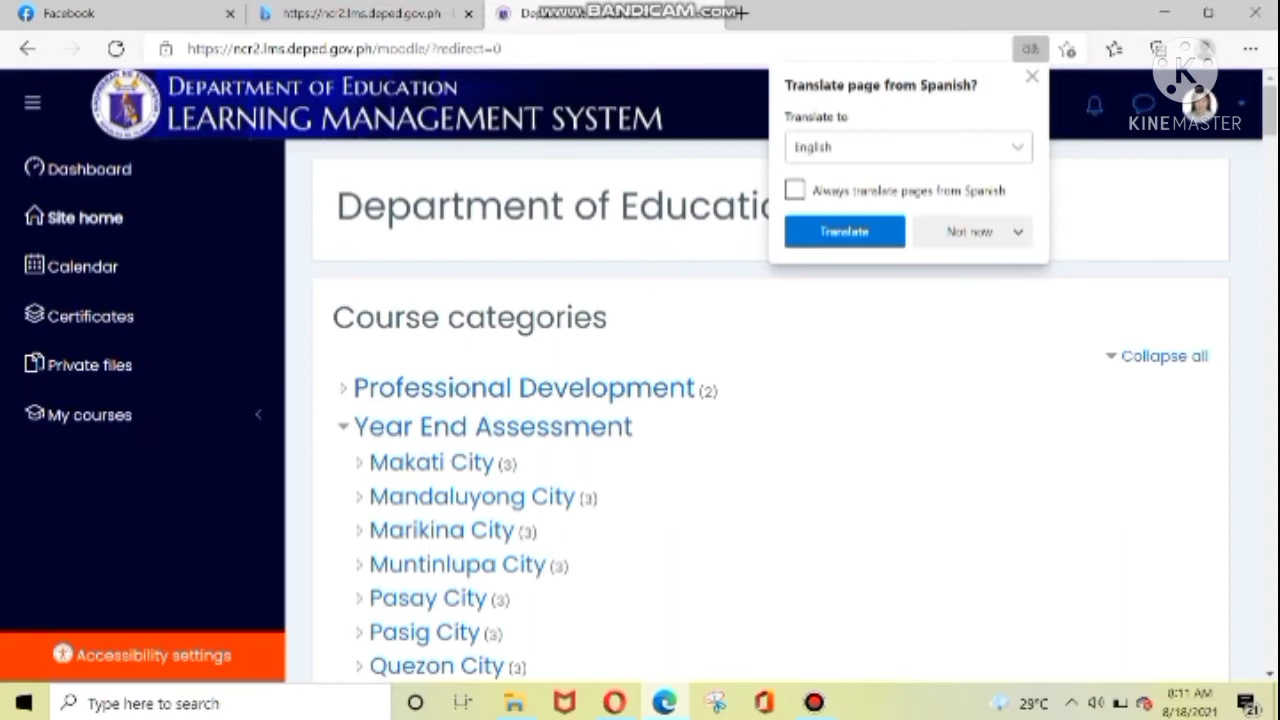 Facebook
https://ncr2.lms.deped.gov.ph
www.BANDICAM.com
https://ncr2.lms.deped.gov.ph/moodle/?redirect=0
DEPARTMENT OF EDUCATION
LEARNING MANAGEMENT SYSTEM
K
KINEMASTER
Translate page from Spanish?
Translate to
English
Always translate pages from Spanish
Translate
Not now
Dashboard
Site home
Calendar
Certificates
Private files
My courses
Accessibility settings
Department of Educatio
Course categories
Collapse all
Professional Development (2)
Year End Assessment
Makati City (3)
Mandaluyong City (3)
Marikina City (3)
Muntinlupa City (3)
Pasay City (3)
Pasig City (3)
Quezon City (3)
Type here to search
29°C
8:11 AM
8/18/2021
21